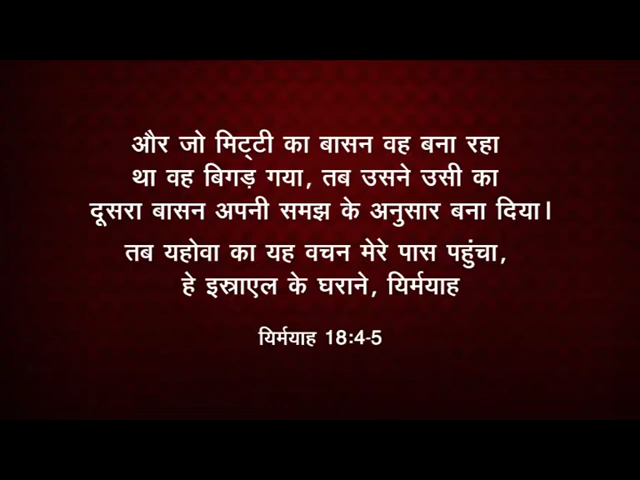 और जो मिट्टी का बासन वह बना रहा
था वह बिगड़ गया, तब उसने उसी का
दूसरा बासन अपनी समझ के अनुसार बना दिया।
तब यहोवा का यह वचन मेरे पास पहुंचा,
हे इस्राएल के घराने, यिर्मयाह
यिर्मयाह 18:4-5